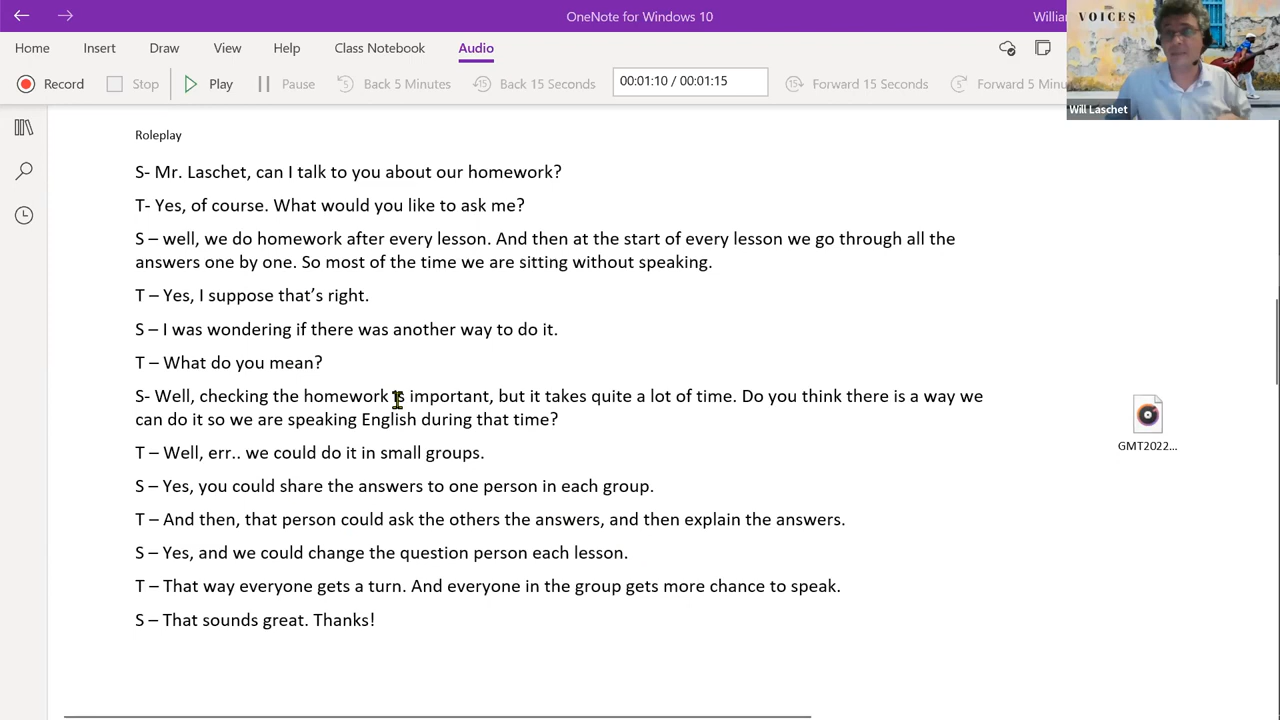 OneNote for Windows 10
Willia
VOICES
Home Insert Draw View Help Class Notebook Audio
Record Stop Play Pause Back 5 Minutes Back 15 Seconds 00:01:10 / 00:01:15 Forward 15 Seconds Forward 5 Minu
Will Laschet
Roleplay
S- Mr. Laschet, can I talk to you about our homework?
T- Yes, of course. What would you like to ask me?
S – well, we do homework after every lesson. And then at the start of every lesson we go through all the
answers one by one. So most of the time we are sitting without speaking.
T – Yes, I suppose that’s right.
S – I was wondering if there was another way to do it.
T – What do you mean?
S- Well, checking the homework is important, but it takes quite a lot of time. Do you think there is a way we
can do it so we are speaking English during that time?
T – Well, err.. we could do it in small groups.
S – Yes, you could share the answers to one person in each group.
T – And then, that person could ask the others the answers, and then explain the answers.
S – Yes, and we could change the question person each lesson.
T – That way everyone gets a turn. And everyone in the group gets more chance to speak.
S – That sounds great. Thanks!
GMT2022...